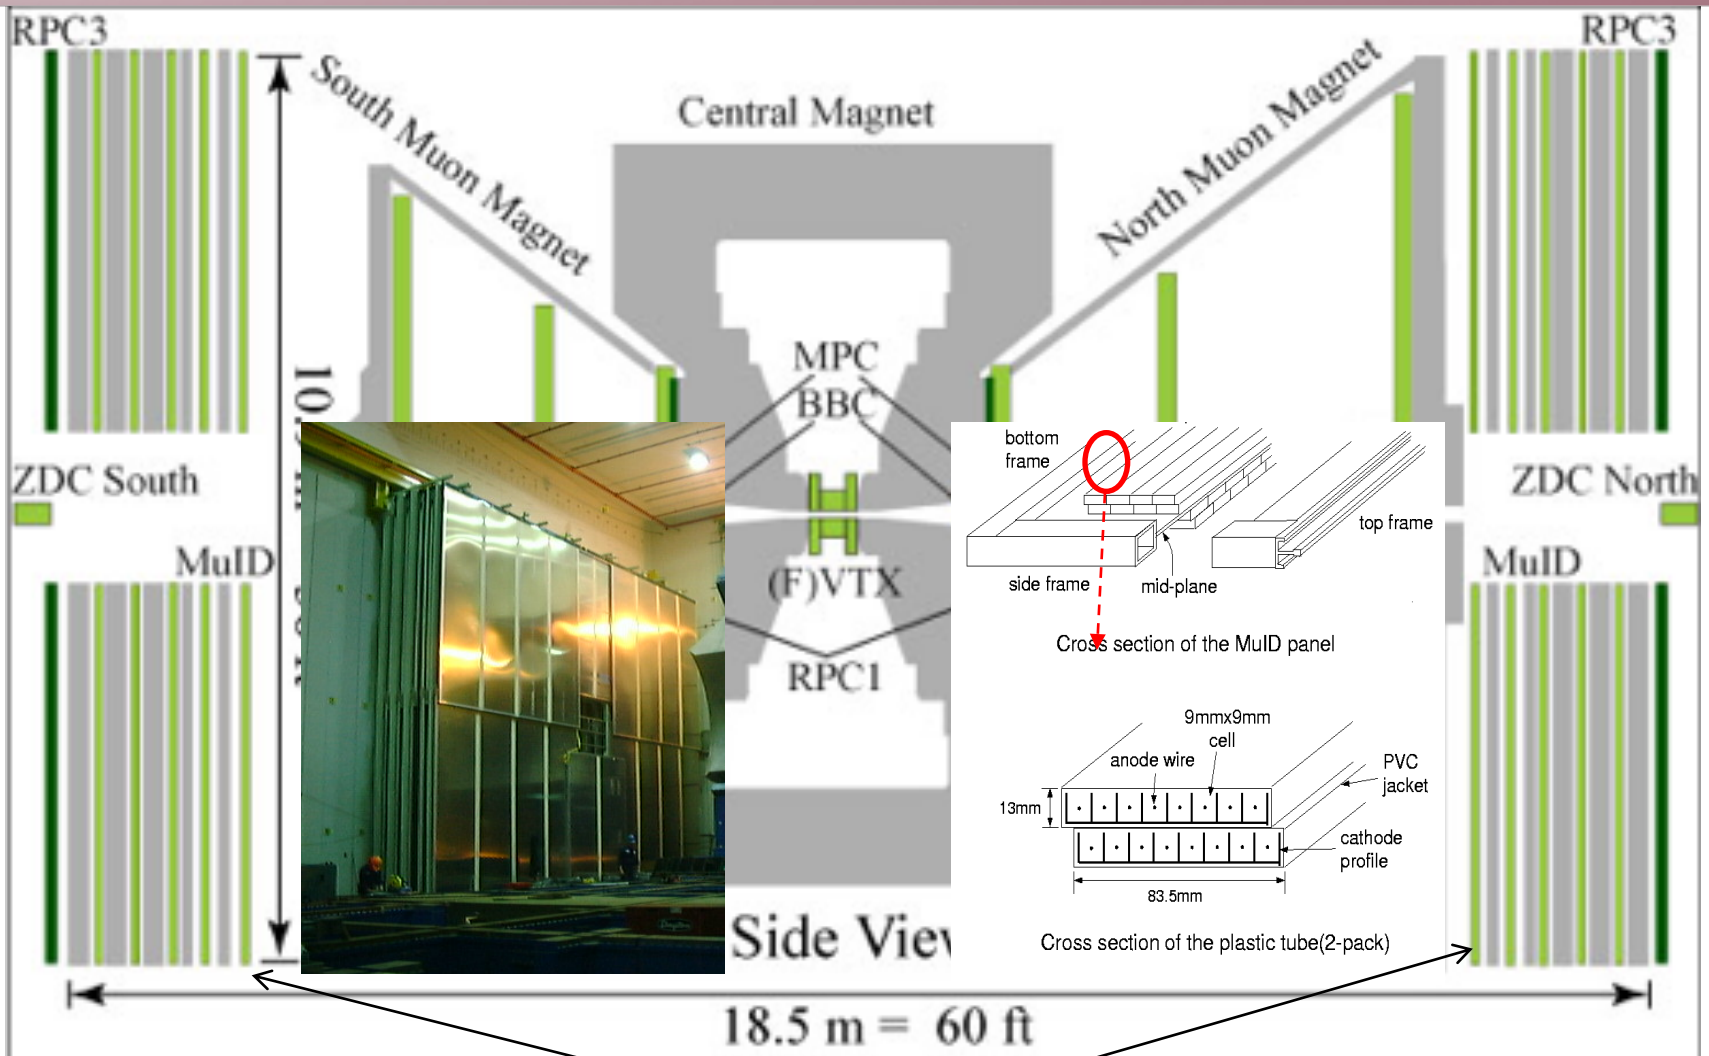 RPC3
RPC3
South Muon Magnet
Central Magnet
North Muon Magnet
MPC
BBC
ZDC South
ZDC North
MuID
MuID
(F)VTX
RPC1
bottom
frame
top frame
side frame
mid-plane
Cross section of the MuID panel
9mmx9mm
cell
anode wire
PVC
jacket
13mm
cathode
profile
83.5mm
Cross section of the plastic tube(2-pack)
Side View
18.5 m = 60 ft